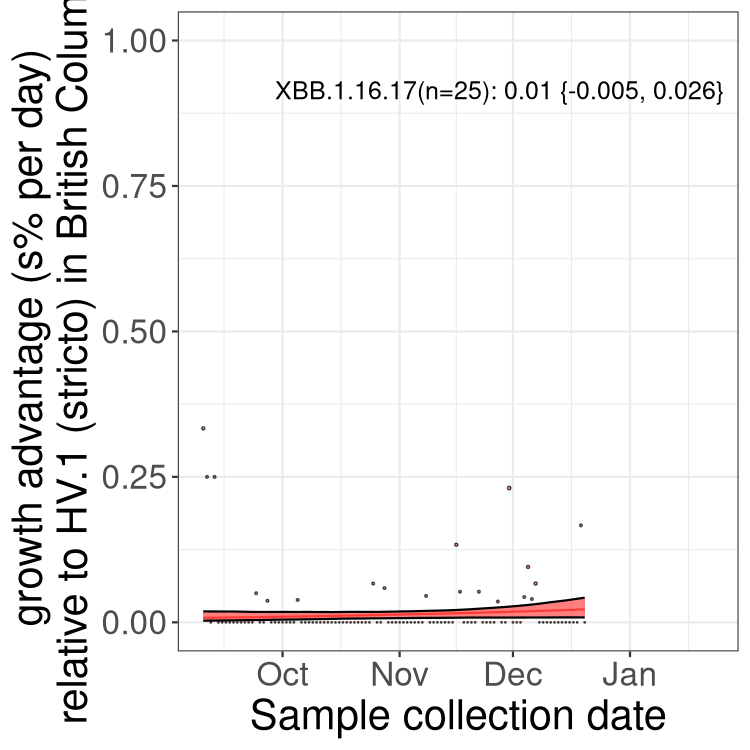 growth advantage (s% per day)
relative to HV.1 (stricto) in British Colum
1.00
0.75
0.50
0.25
0.00
XBB.1.16.17(n=25): 0.01 {-0.005, 0.026}
Oct Nov Dec Jan
Sample collection date